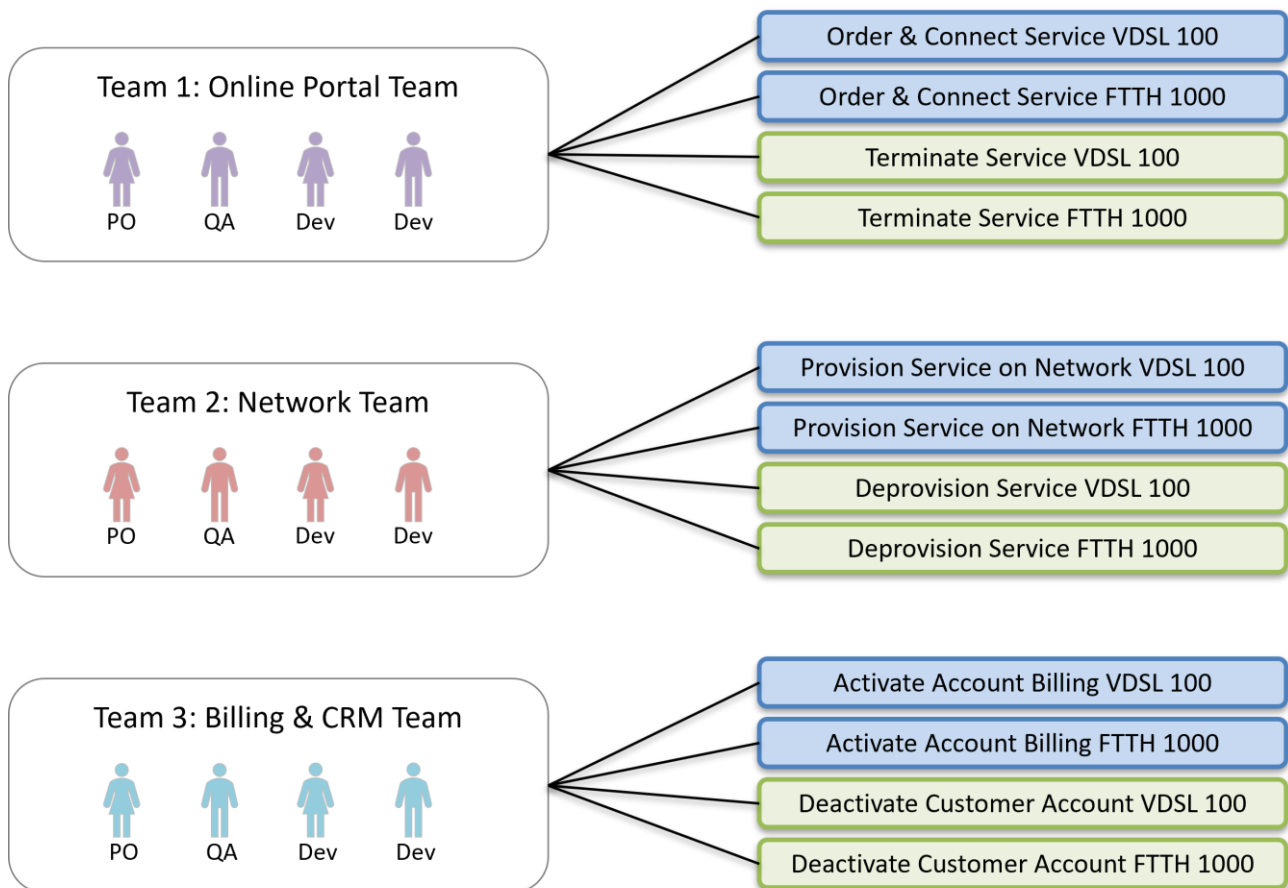 Team 1: Online Portal Team
PO
QA
Dev
Dev
Order & Connect Service VDSL 100
Order & Connect Service FTTH 1000
Terminate Service VDSL 100
Terminate Service FTTH 1000
Team 2: Network Team
PO
QA
Dev
Dev
Provision Service on Network VDSL 100
Provision Service on Network FTTH 1000
Deprovision Service VDSL 100
Deprovision Service FTTH 1000
Team 3: Billing & CRM Team
PO
QA
Dev
Dev
Activate Account Billing VDSL 100
Activate Account Billing FTTH 1000
Deactivate Customer Account VDSL 100
Deactivate Customer Account FTTH 1000